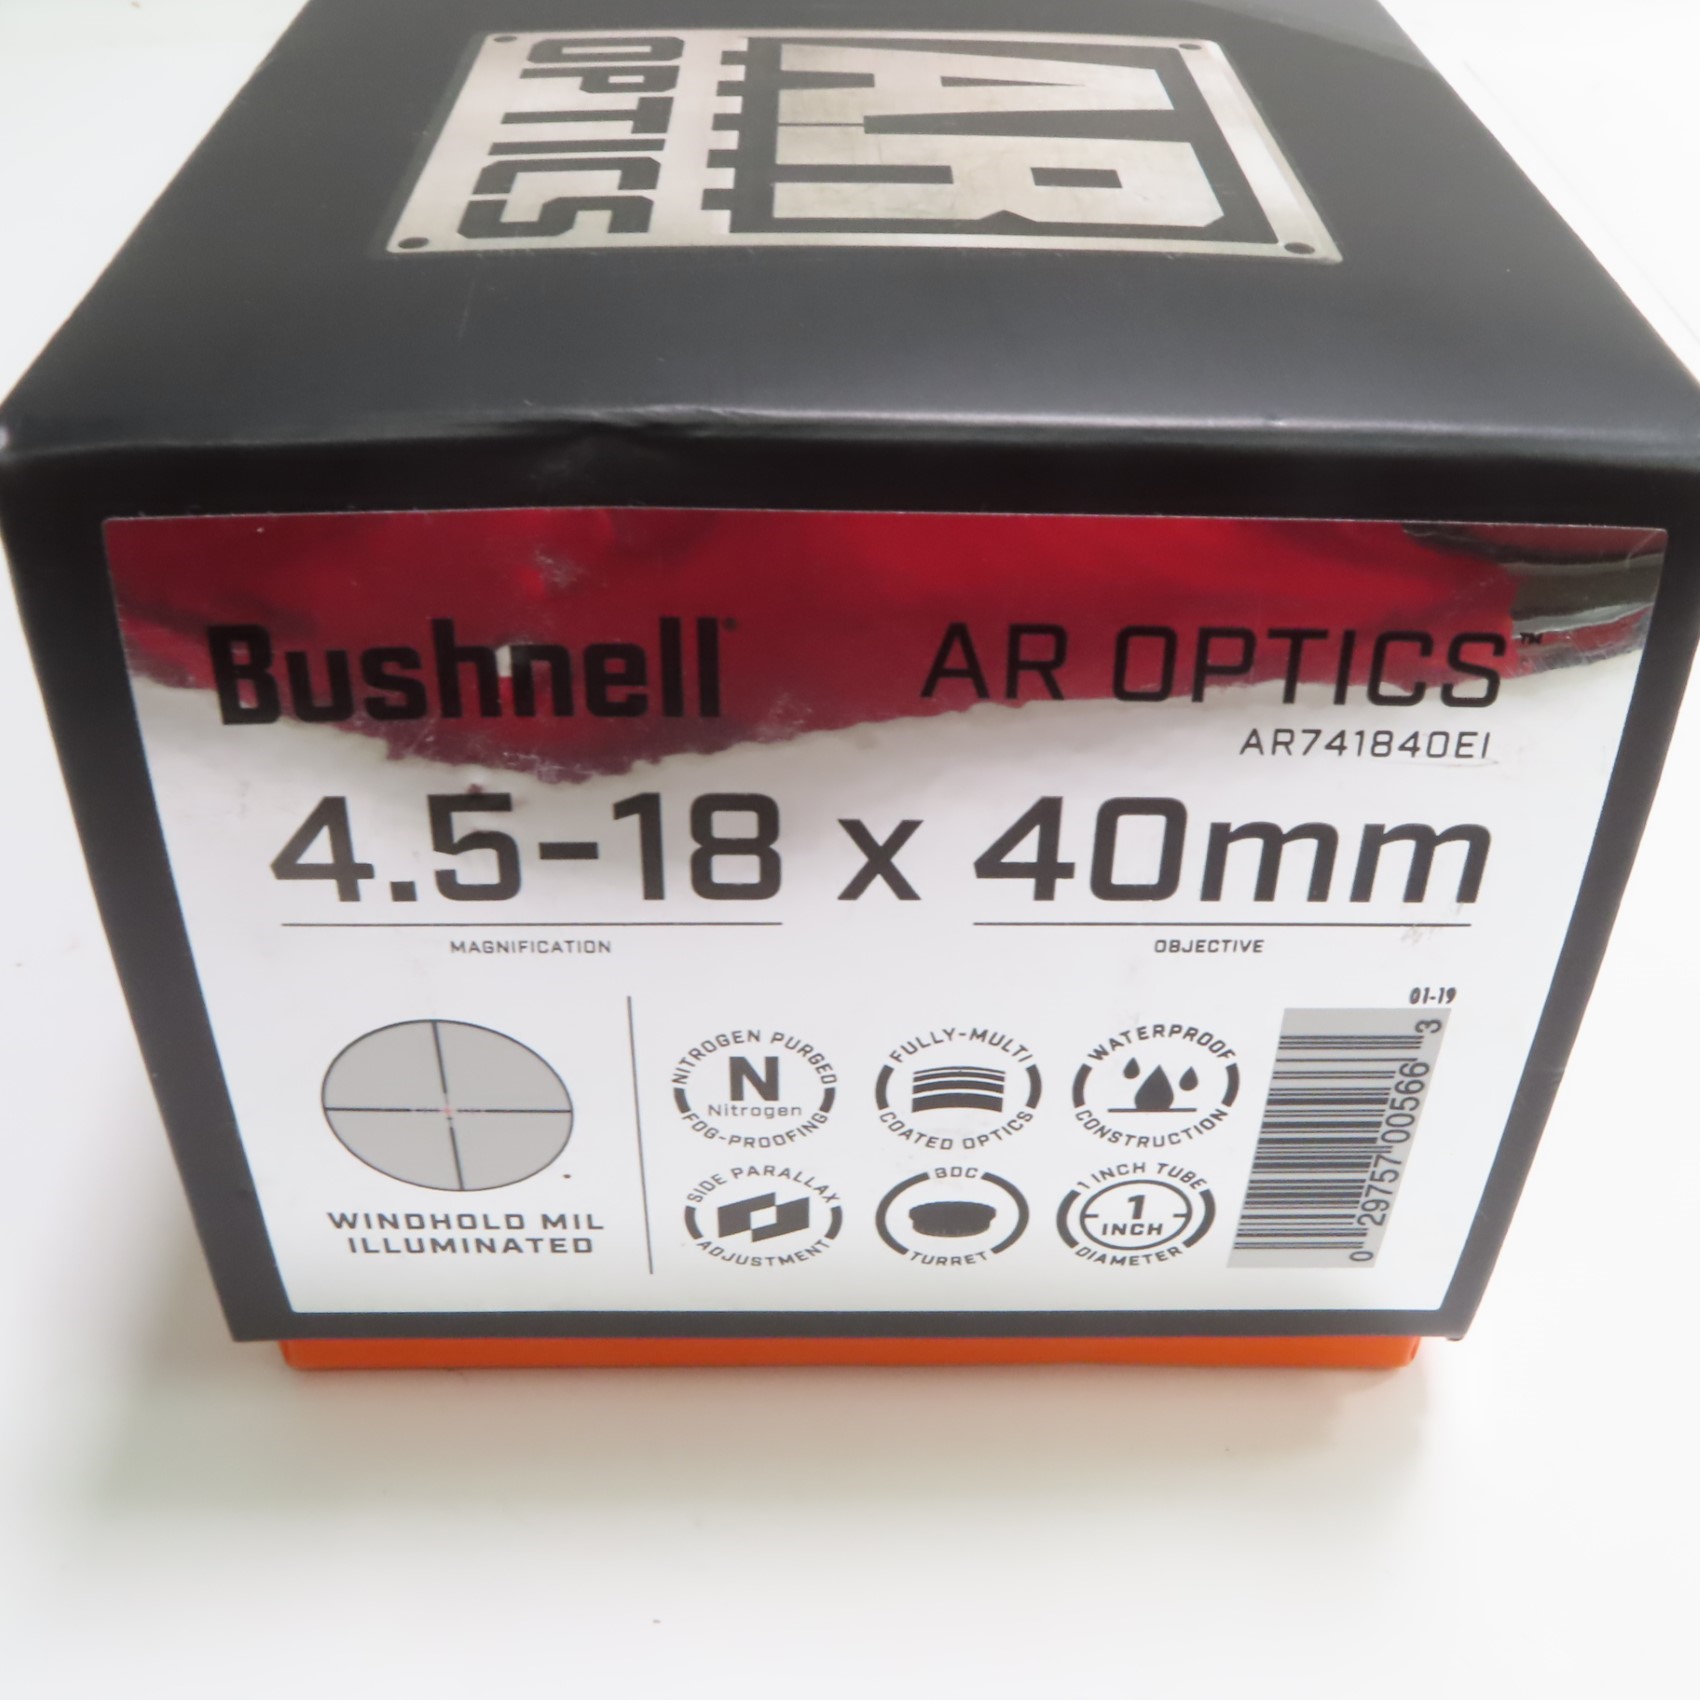 AR
OPTICS
Bushnell®
AR OPTICS™
AR741840EI
4.5-18 x 40mm
MAGNIFICATION
OBJECTIVE
WINDHOLD MIL
ILLUMINATED
NITROGEN PURGED
N
Nitrogen
FOG-PROOFING
FULLY-MULTI
COATED OPTICS
WATERPROOF
CONSTRUCTION
SIDE PARALLAX
ADJUSTMENT
BDC
TURRET
1 INCH TUBE
1
INCH
DIAMETER
01-19
0 29757 00566 3